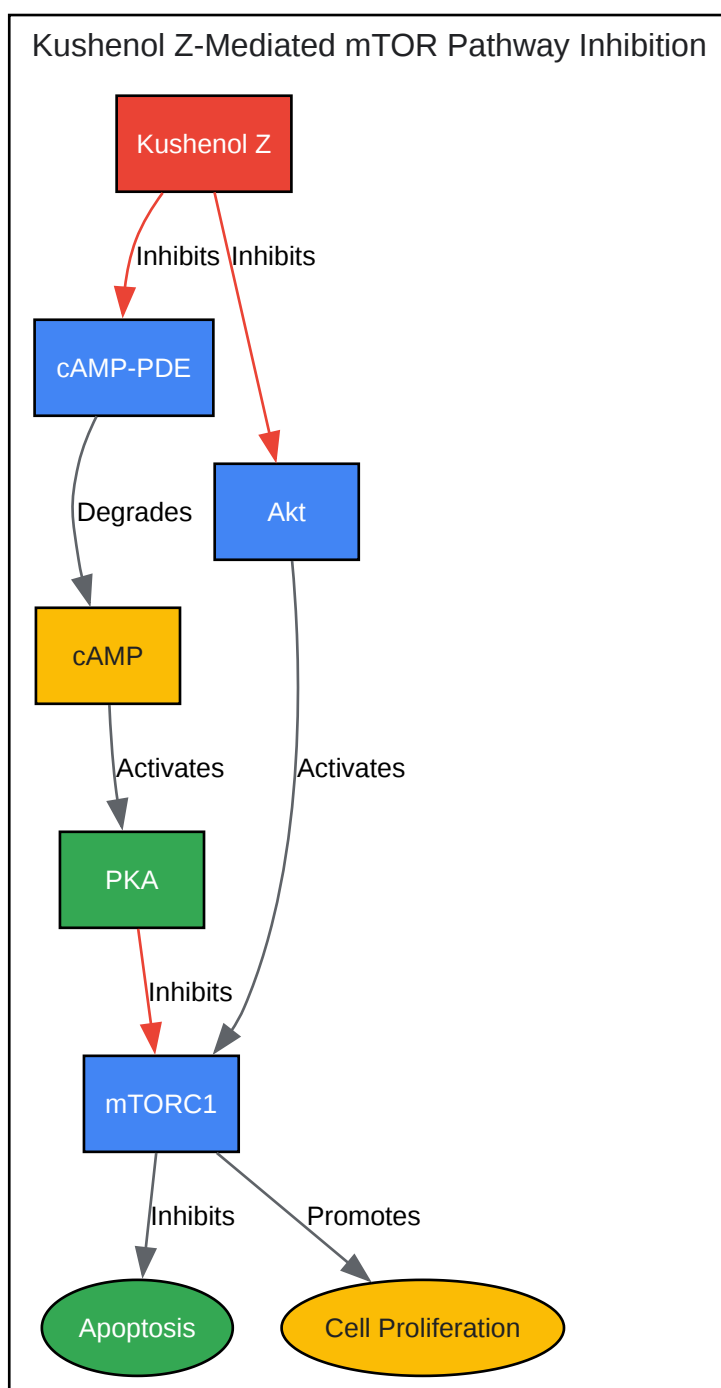 Kushenol Z-Mediated mTOR Pathway Inhibition
Kushenol Z
Inhibits
Inhibits
cAMP-PDE
Degrades
Akt
cAMP
Activates
Activates
PKA
Inhibits
mTORC1
Inhibits
Promotes
Apoptosis
Cell Proliferation